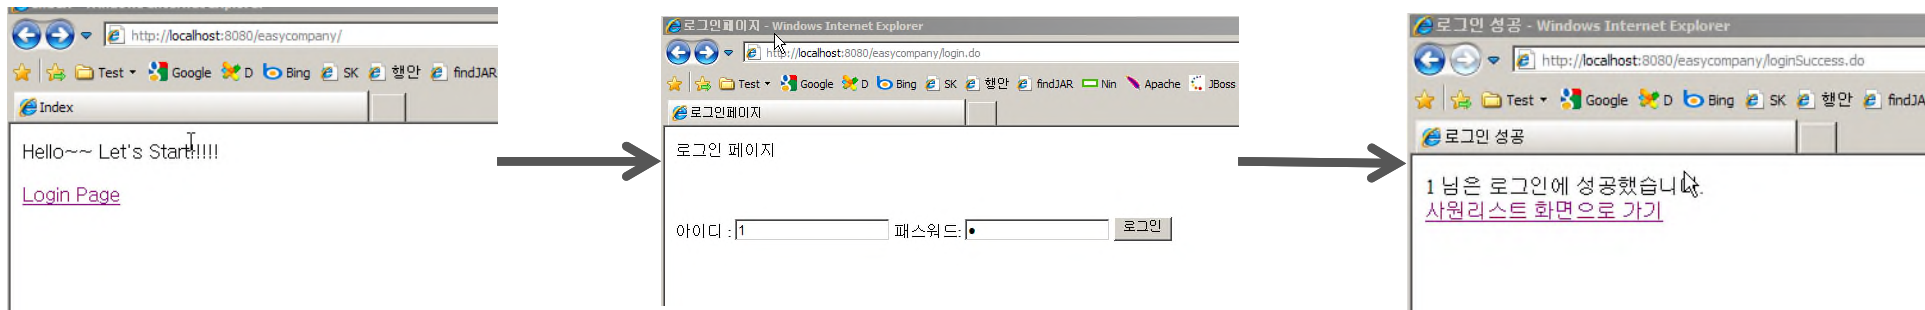 http://localhost:8080/easycompany/
Test Google D Bing SK 행안 findJAR
Index
Hello~~ Let's Start!!!!!
Login Page
로그인페이지 - Windows Internet Explorer
http://localhost:8080/easycompany/login.do
Test Google D Bing SK 행안 findJAR Nin Apache JBoss
로그인페이지
로그인 페이지
아이디 : 1 패스워드: 로그인
로그인 성공 - Windows Internet Explorer
http://localhost:8080/easycompany/loginSuccess.do
Test Google D Bing SK 행안 findJA
로그인 성공
1 님은 로그인에 성공했습니다.
사원리스트 화면으로 가기